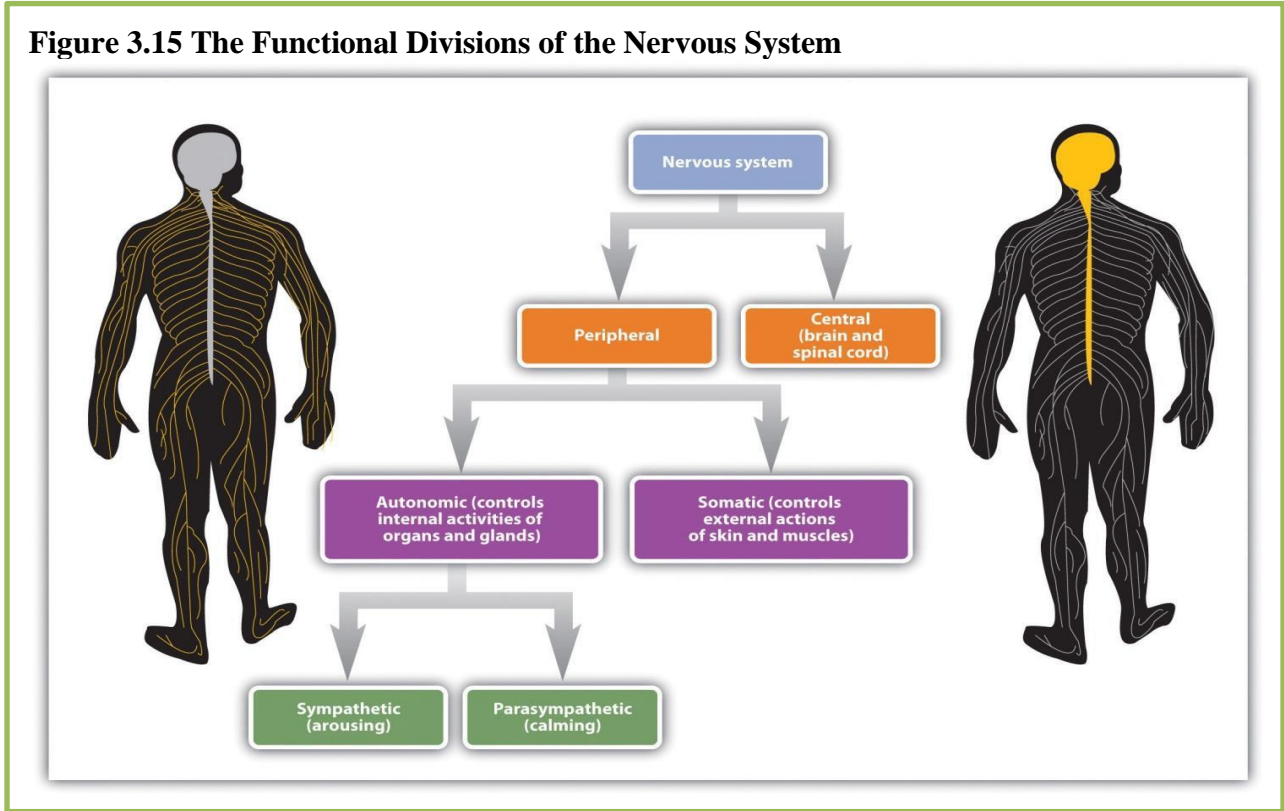 Figure 3.15 The Functional Divisions of the Nervous System
Nervous system
Peripheral
Central
(brain and
spinal cord)
Autonomic (controls
internal activities of
organs and glands)
Somatic (controls
external actions
of skin and muscles)
Sympathetic
(arousing)
Parasympathetic
(calming)